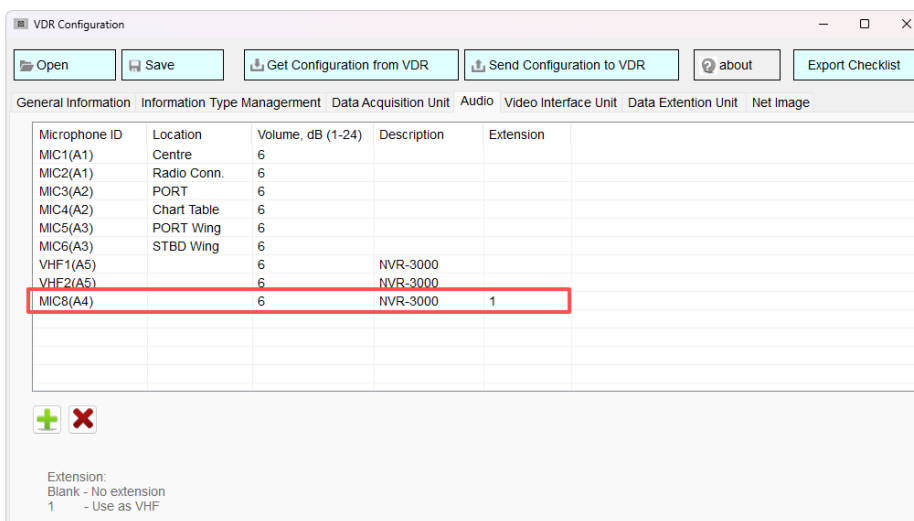 VDR Configuration
Open Save Get Configuration from VDR Send Configuration to VDR about Export Checklist
General Information Information Type Managerment Data Acquisition Unit Audio Video Interface Unit Data Extention Unit Net Image
Microphone ID Location Volume, dB (1-24) Description Extension
MIC1(A1) Centre 6
MIC2(A1) Radio Conn. 6
MIC3(A2) PORT 6
MIC4(A2) Chart Table 6
MIC5(A3) PORT Wing 6
MIC6(A3) STBD Wing 6
VHF1(A5) 6 NVR-3000
VHF2(A5) 6 NVR-3000
MIC8(A4) 6 NVR-3000 1
Extension:
Blank - No extension
1 - Use as VHF